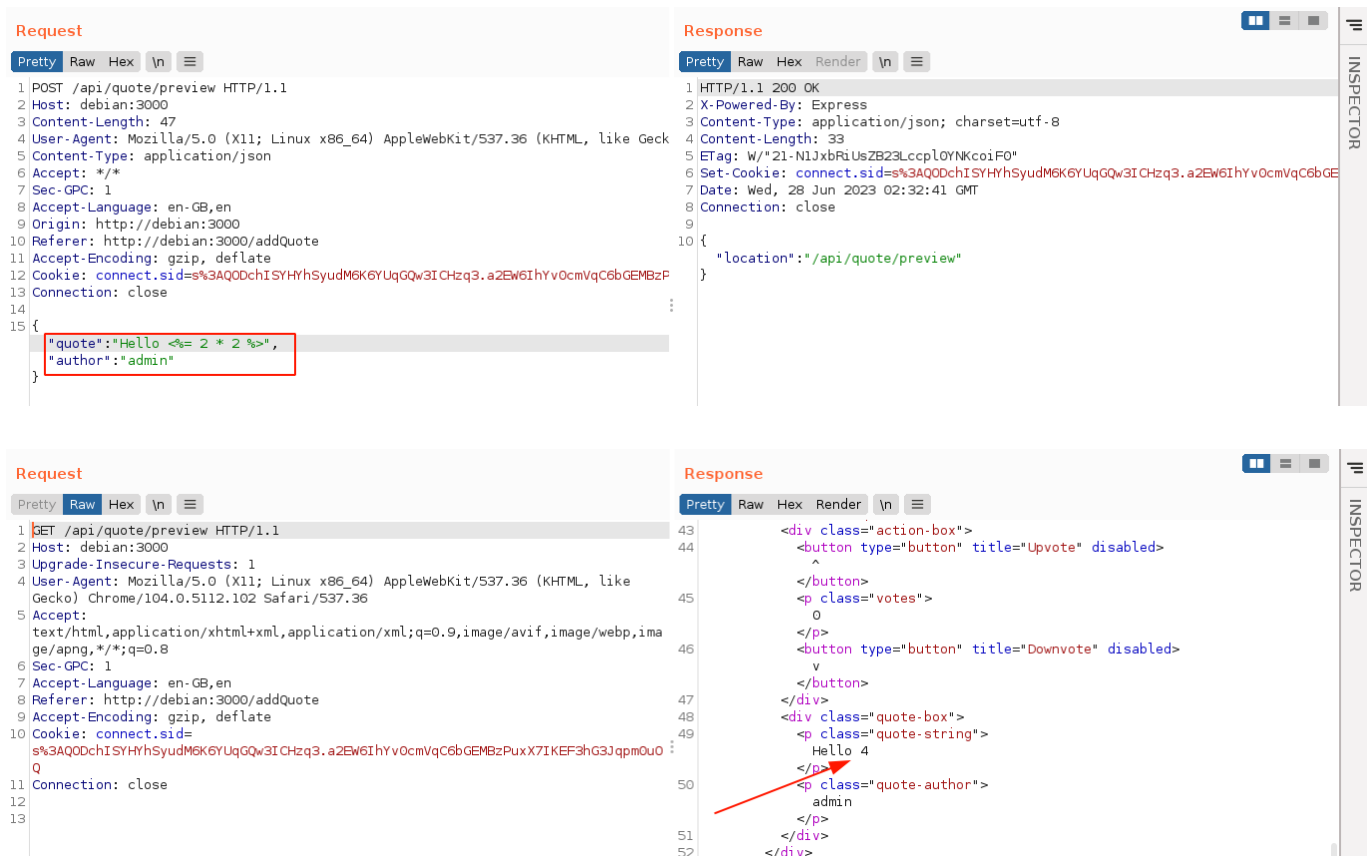 Request
Pretty Raw Hex \n
1 POST /api/quote/preview HTTP/1.1
2 Host: debian:3000
3 Content-Length: 47
4 User-Agent: Mozilla/5.0 (X11; Linux x86_64) AppleWebKit/537.36 (KHTML, like Geck
5 Content-Type: application/json
6 Accept: */*
7 Sec-GPC: 1
8 Accept-Language: en-GB,en
9 Origin: http://debian:3000
10 Referer: http://debian:3000/addQuote
11 Accept-Encoding: gzip, deflate
12 Cookie: connect.sid=s%3AQODchISYHYhSyudM6K6YUqGQw3ICHzq3.a2EW6IhYvOcmVqC6bGEMBzP
13 Connection: close
14
15 {
"quote":"Hello <%= 2 * 2 %>",
"author":"admin"
}
Response
Pretty Raw Hex Render \n
1 HTTP/1.1 200 OK
2 X-Powered-By: Express
3 Content-Type: application/json; charset=utf-8
4 Content-Length: 33
5 ETag: W/"21-N1JxbRiUsZB23LccplOYNKcoiFO"
6 Set-Cookie: connect.sid=s%3AQODchISYHYhSyudM6K6YUqGQw3ICHzq3.a2EW6IhYvOcmVqC6bGE
7 Date: Wed, 28 Jun 2023 02:32:41 GMT
8 Connection: close
9
10 {
"location":"/api/quote/preview"
}
INSPECTOR
Request
Pretty Raw Hex \n
1 GET /api/quote/preview HTTP/1.1
2 Host: debian:3000
3 Upgrade-Insecure-Requests: 1
4 User-Agent: Mozilla/5.0 (X11; Linux x86_64) AppleWebKit/537.36 (KHTML, like
Gecko) Chrome/104.0.5112.102 Safari/537.36
5 Accept:
text/html,application/xhtml+xml,application/xml;q=0.9,image/avif,image/webp,ima
ge/apng,*/*;q=0.8
6 Sec-GPC: 1
7 Accept-Language: en-GB,en
8 Referer: http://debian:3000/addQuote
9 Accept-Encoding: gzip, deflate
10 Cookie: connect.sid=
s%3AQODchISYHYhSyudM6K6YUqGQw3ICHzq3.a2EW6IhYvOcmVqC6bGEMBzPuxX7IKEF3hG3JqpmOuO
Q
11 Connection: close
12
13
Response
Pretty Raw Hex Render \n
43 <div class="action-box">
44 <button type="button" title="Upvote" disabled>
^
</button>
45 <p class="votes">
0
</p>
46 <button type="button" title="Downvote" disabled>
v
</button>
47 </div>
48 <div class="quote-box">
49 <p class="quote-string">
Hello 4
</p>
50 <p class="quote-author">
admin
</p>
51 </div>
52 </div>
INSPECTOR